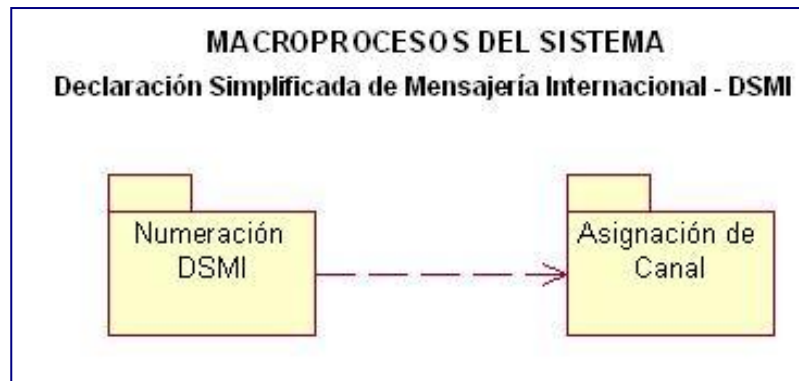 MACROPROCESOS DEL SISTEMA
Declaración Simplificada de Mensajería Internacional - DSMI
Numeración
DSMI
Asignación de
Canal